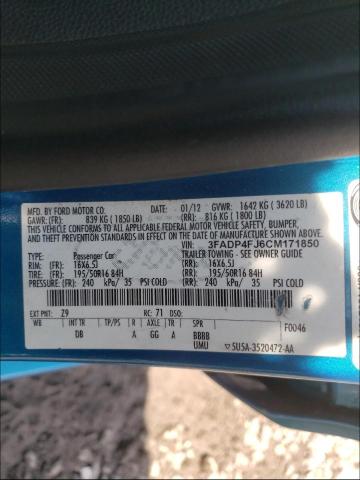 MFD. BY FORD MOTOR CO. DATE: 01/12 GVWR: 1642 KG ( 3620 LB)
GAWR: (FR): 839 KG ( 1850 LB) (RR): 816 KG ( 1800 LB)
THIS VEHICLE CONFORMS TO ALL APPLICABLE
FEDERAL MOTOR VEHICLE SAFETY, BUMPER,
AND THEFT PREVENTION STANDARDS IN EFFECT
ON THE DATE OF MANUFACTURE SHOWN ABOVE.
VIN: 3FADP4FJ6CM171850
TYPE: Passenger Car TRAILER TOWING - SEE OWNER GUIDE
RIM: (FR): 16X6.5J (RR): 16X6.5J
TIRE: (FR): 195/50R16 84H (RR): 195/50R16 84H
COLD (FR): 240 kPa/ 35 PSI COLD (RR): 240 kPa/ 35 PSI COLD
EXT PNT: Z9 RC: 71 DSO:
WB INT TR TP/PS R AXLE TR SPR F0046
DB A GG A BBBB
UMU ▽5U5A-3520472-AA